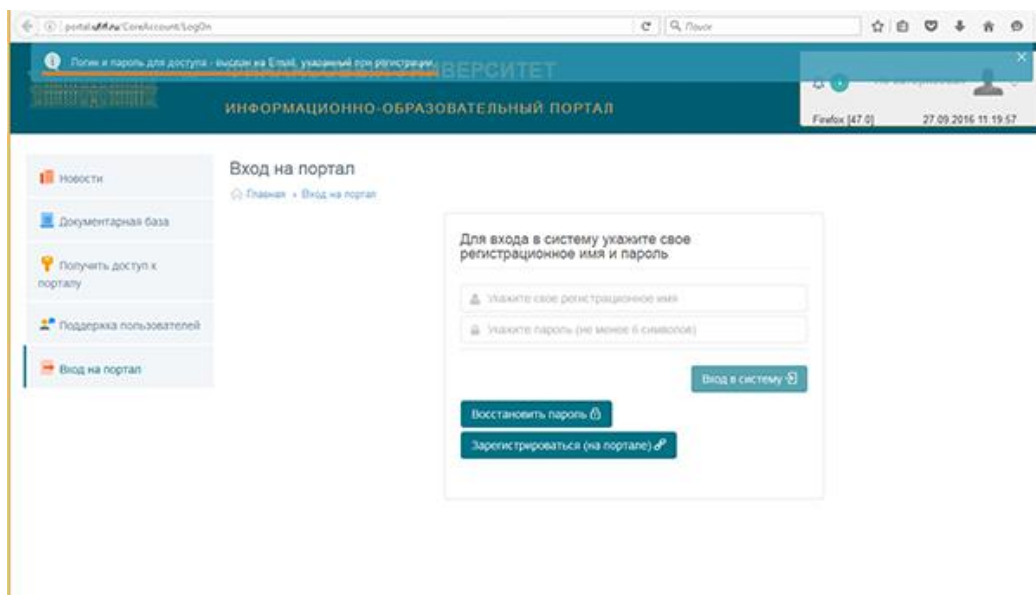 portal.ufrf.ru/CoreAccount/LogOn
Поиск
Логин и пароль для доступа - выслан на Email, указанный при регистрации.
ИНФОРМАЦИОННО-ОБРАЗОВАТЕЛЬНЫЙ ПОРТАЛ
Firefox [47.0] 27.09.2016 11:19:57
Новости
Документарная база
Получить доступ к
порталу
Поддержка пользователей
Вход на портал
Вход на портал
Главная » Вход на портал
Для входа в систему укажите свое
регистрационное имя и пароль
Укажите свое регистрационное имя
Укажите пароль (не менее 6 символов)
Вход в систему
Восстановить пароль
Зарегистрироваться (на портале)